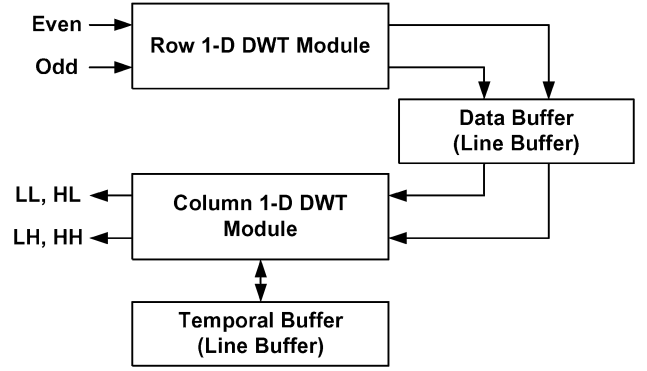 Even
Odd
Row 1-D DWT Module
Data Buffer
(Line Buffer)
LL, HL
LH, HH
Column 1-D DWT
Module
Temporal Buffer
(Line Buffer)